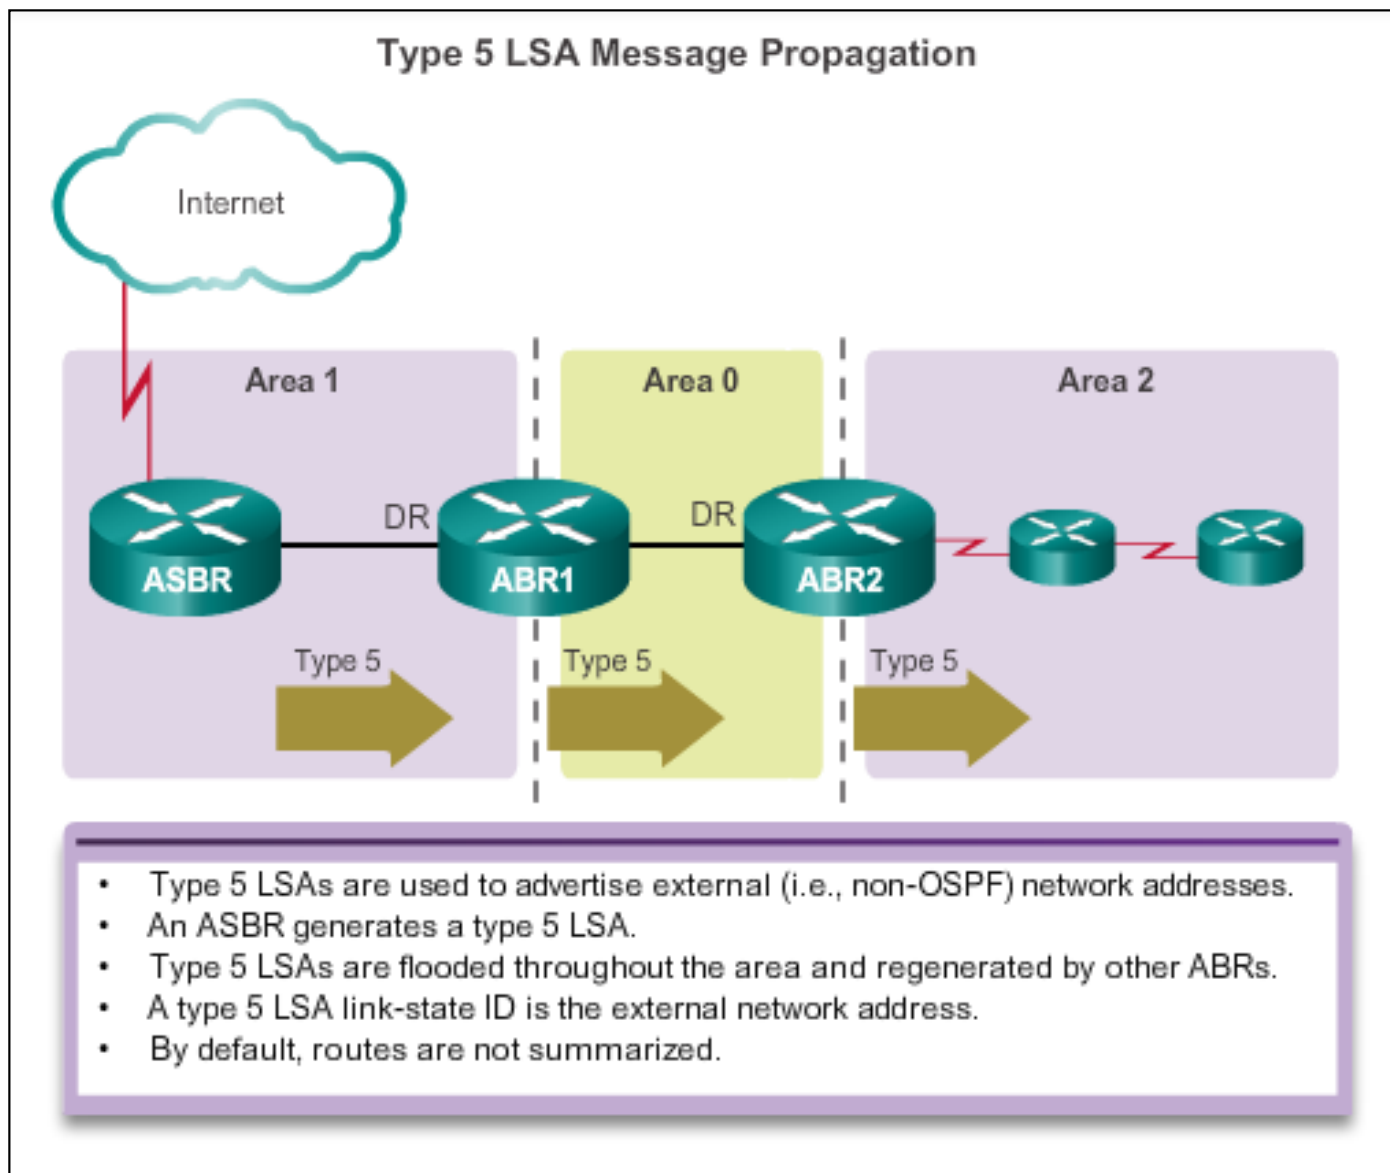 Type 5 LSA Message Propagation
Internet
Area 1
Area 0
Area 2
DR
DR
ASBR
ABR1
ABR2
Type 5
Type 5
Type 5
• Type 5 LSAs are used to advertise external (i.e., non-OSPF) network addresses.
• An ASBR generates a type 5 LSA.
• Type 5 LSAs are flooded throughout the area and regenerated by other ABRs.
• A type 5 LSA link-state ID is the external network address.
• By default, routes are not summarized.